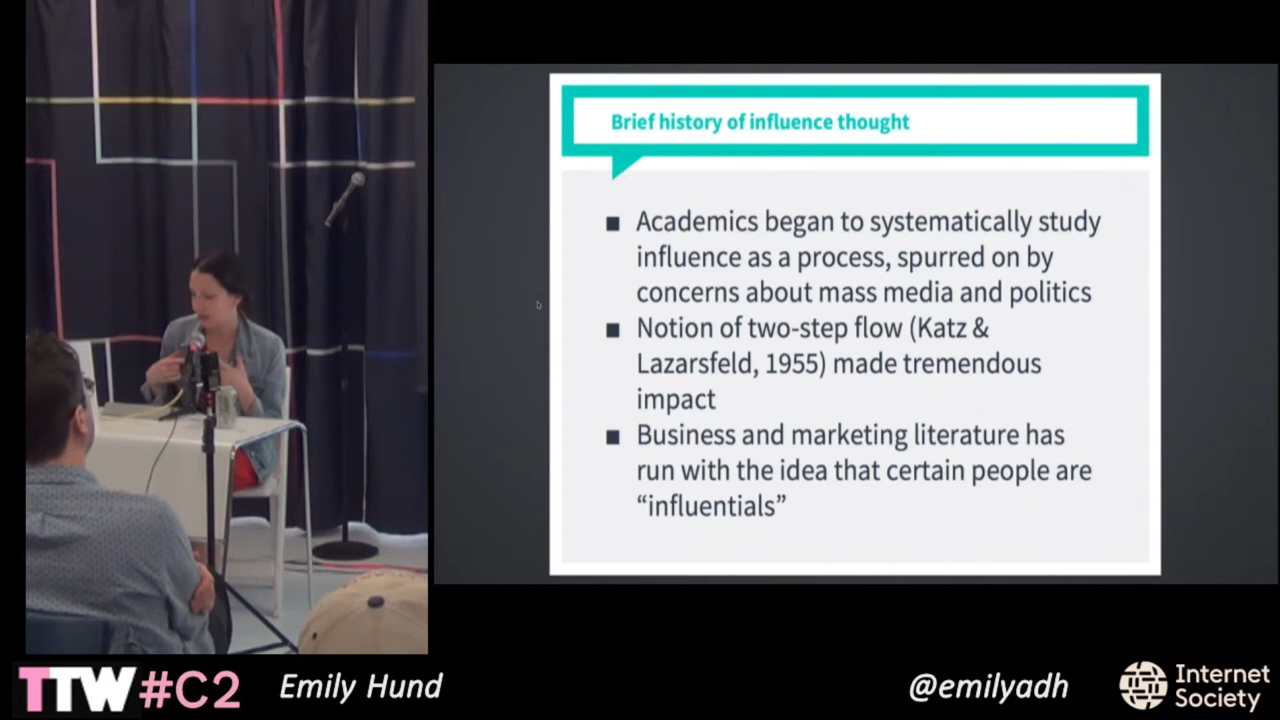 Brief history of influence thought
■ Academics began to systematically study
influence as a process, spurred on by
concerns about mass media and politics
■ Notion of two-step flow (Katz &
Lazarsfeld, 1955) made tremendous
impact
■ Business and marketing literature has
run with the idea that certain people are
“influentials”
TTW #C2 Emily Hund @emilyadh Internet
Society